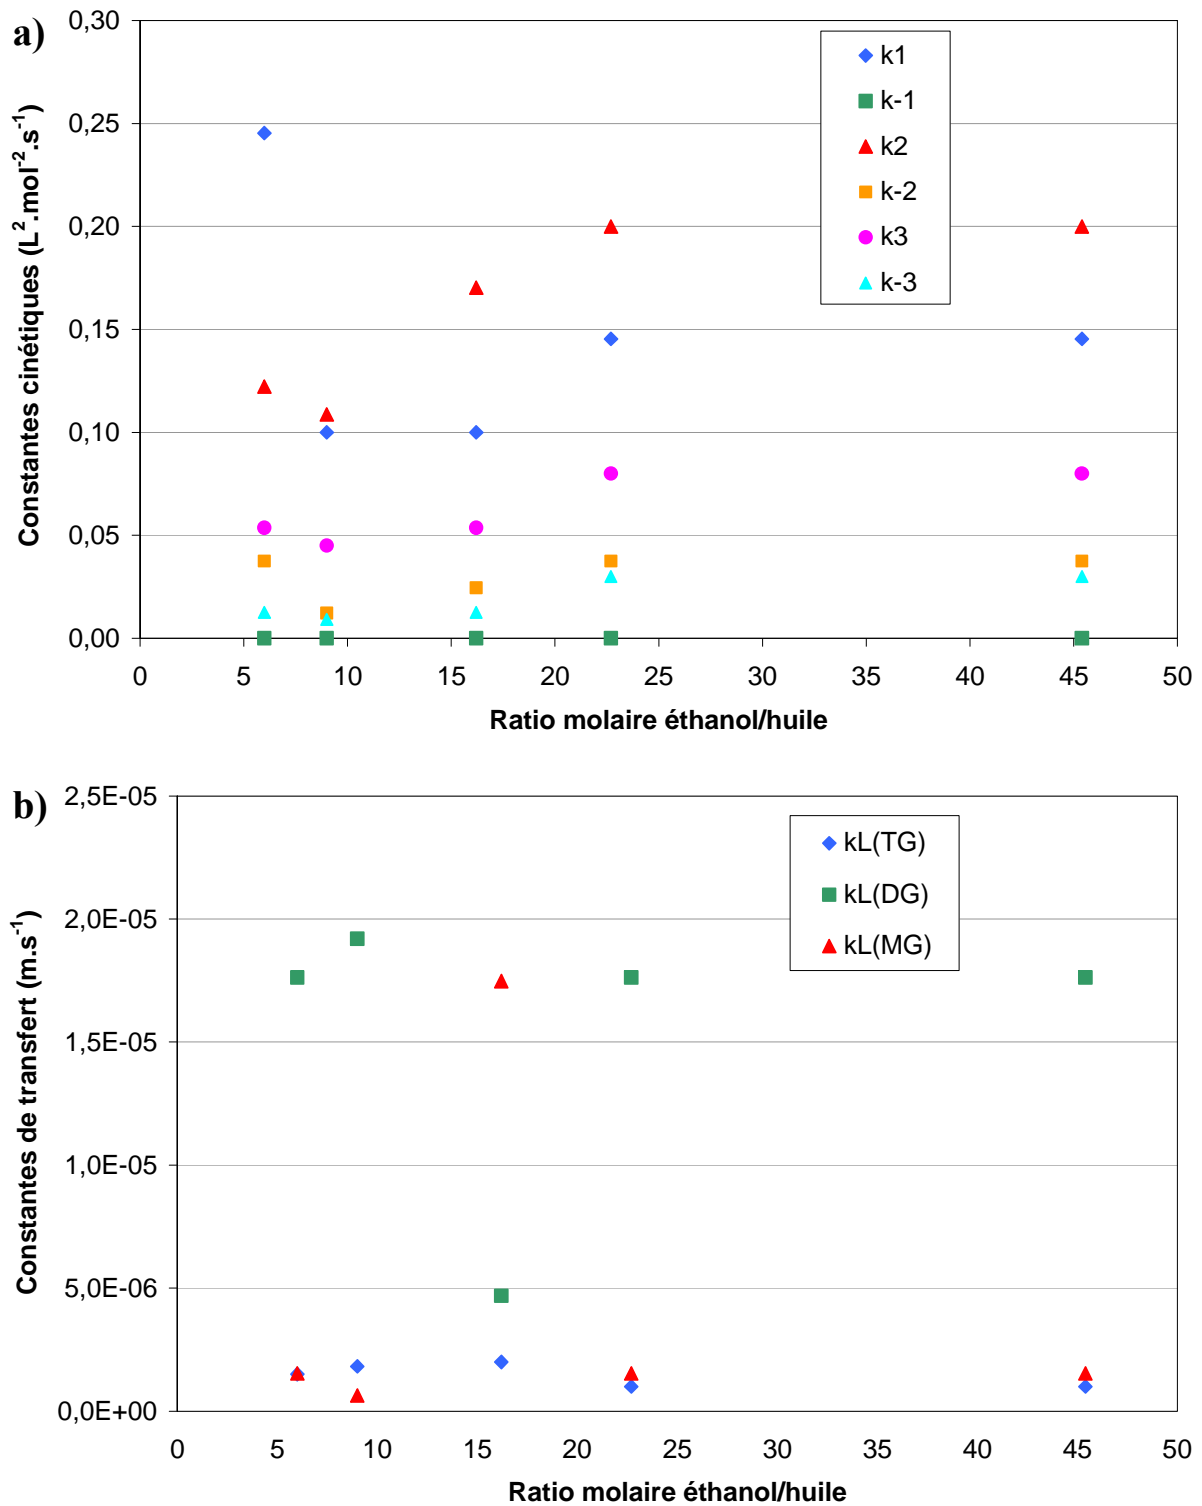 a)
0,30
0,25
0,20
0,15
0,10
0,05
0,00
Constantes cinétiques (L².mol⁻².s⁻¹)
k1
k-1
k2
k-2
k3
k-3
0 5 10 15 20 25 30 35 40 45 50
Ratio molaire éthanol/huile
b)
2,5E-05
2,0E-05
1,5E-05
1,0E-05
5,0E-06
0,0E+00
Constantes de transfert (m.s⁻¹)
kL(TG)
kL(DG)
kL(MG)
0 5 10 15 20 25 30 35 40 45 50
Ratio molaire éthanol/huile